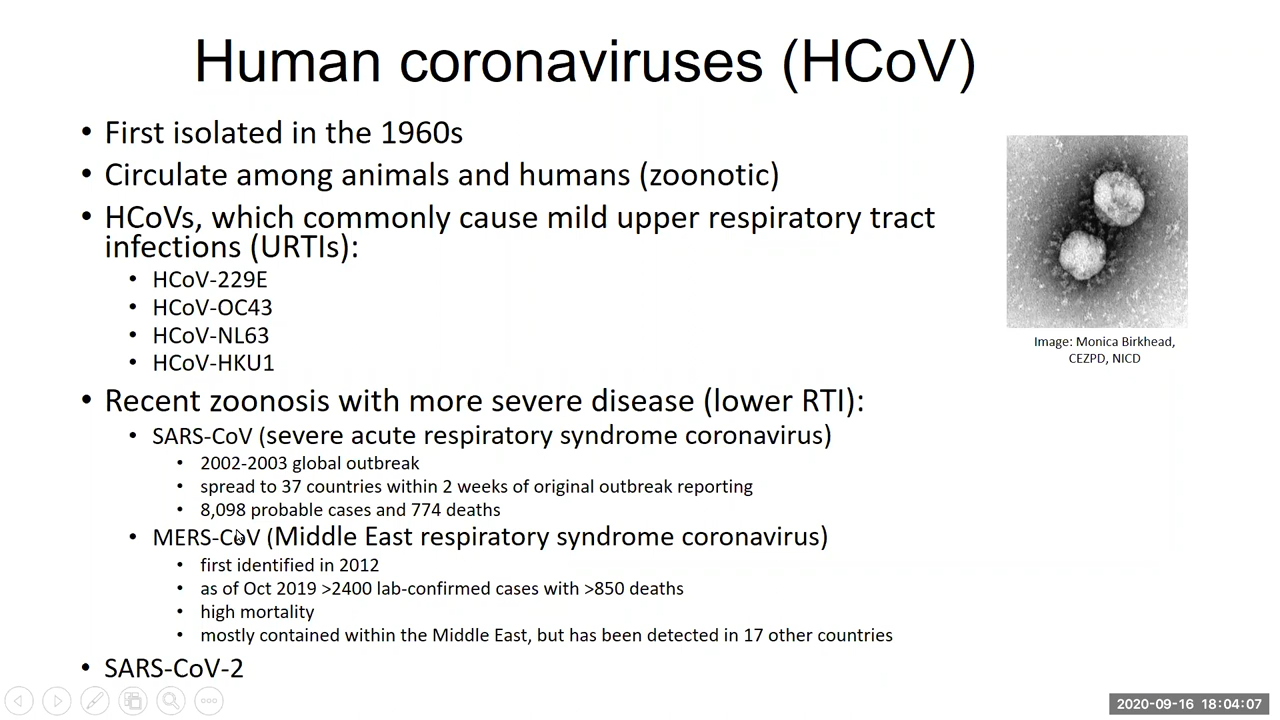 Human coronaviruses (HCoV)
• First isolated in the 1960s
• Circulate among animals and humans (zoonotic)
• HCoVs, which commonly cause mild upper respiratory tract
infections (URTIs):
• HCoV-229E
• HCoV-OC43
• HCoV-NL63
• HCoV-HKU1
Image: Monica Birkhead,
CEZPD, NICD
• Recent zoonosis with more severe disease (lower RTI):
• SARS-CoV (severe acute respiratory syndrome coronavirus)
• 2002-2003 global outbreak
• spread to 37 countries within 2 weeks of original outbreak reporting
• 8,098 probable cases and 774 deaths
• MERS-CoV (Middle East respiratory syndrome coronavirus)
• first identified in 2012
• as of Oct 2019 >2400 lab-confirmed cases with >850 deaths
• high mortality
• mostly contained within the Middle East, but has been detected in 17 other countries
• SARS-CoV-2
2020-09-16 18:04:07